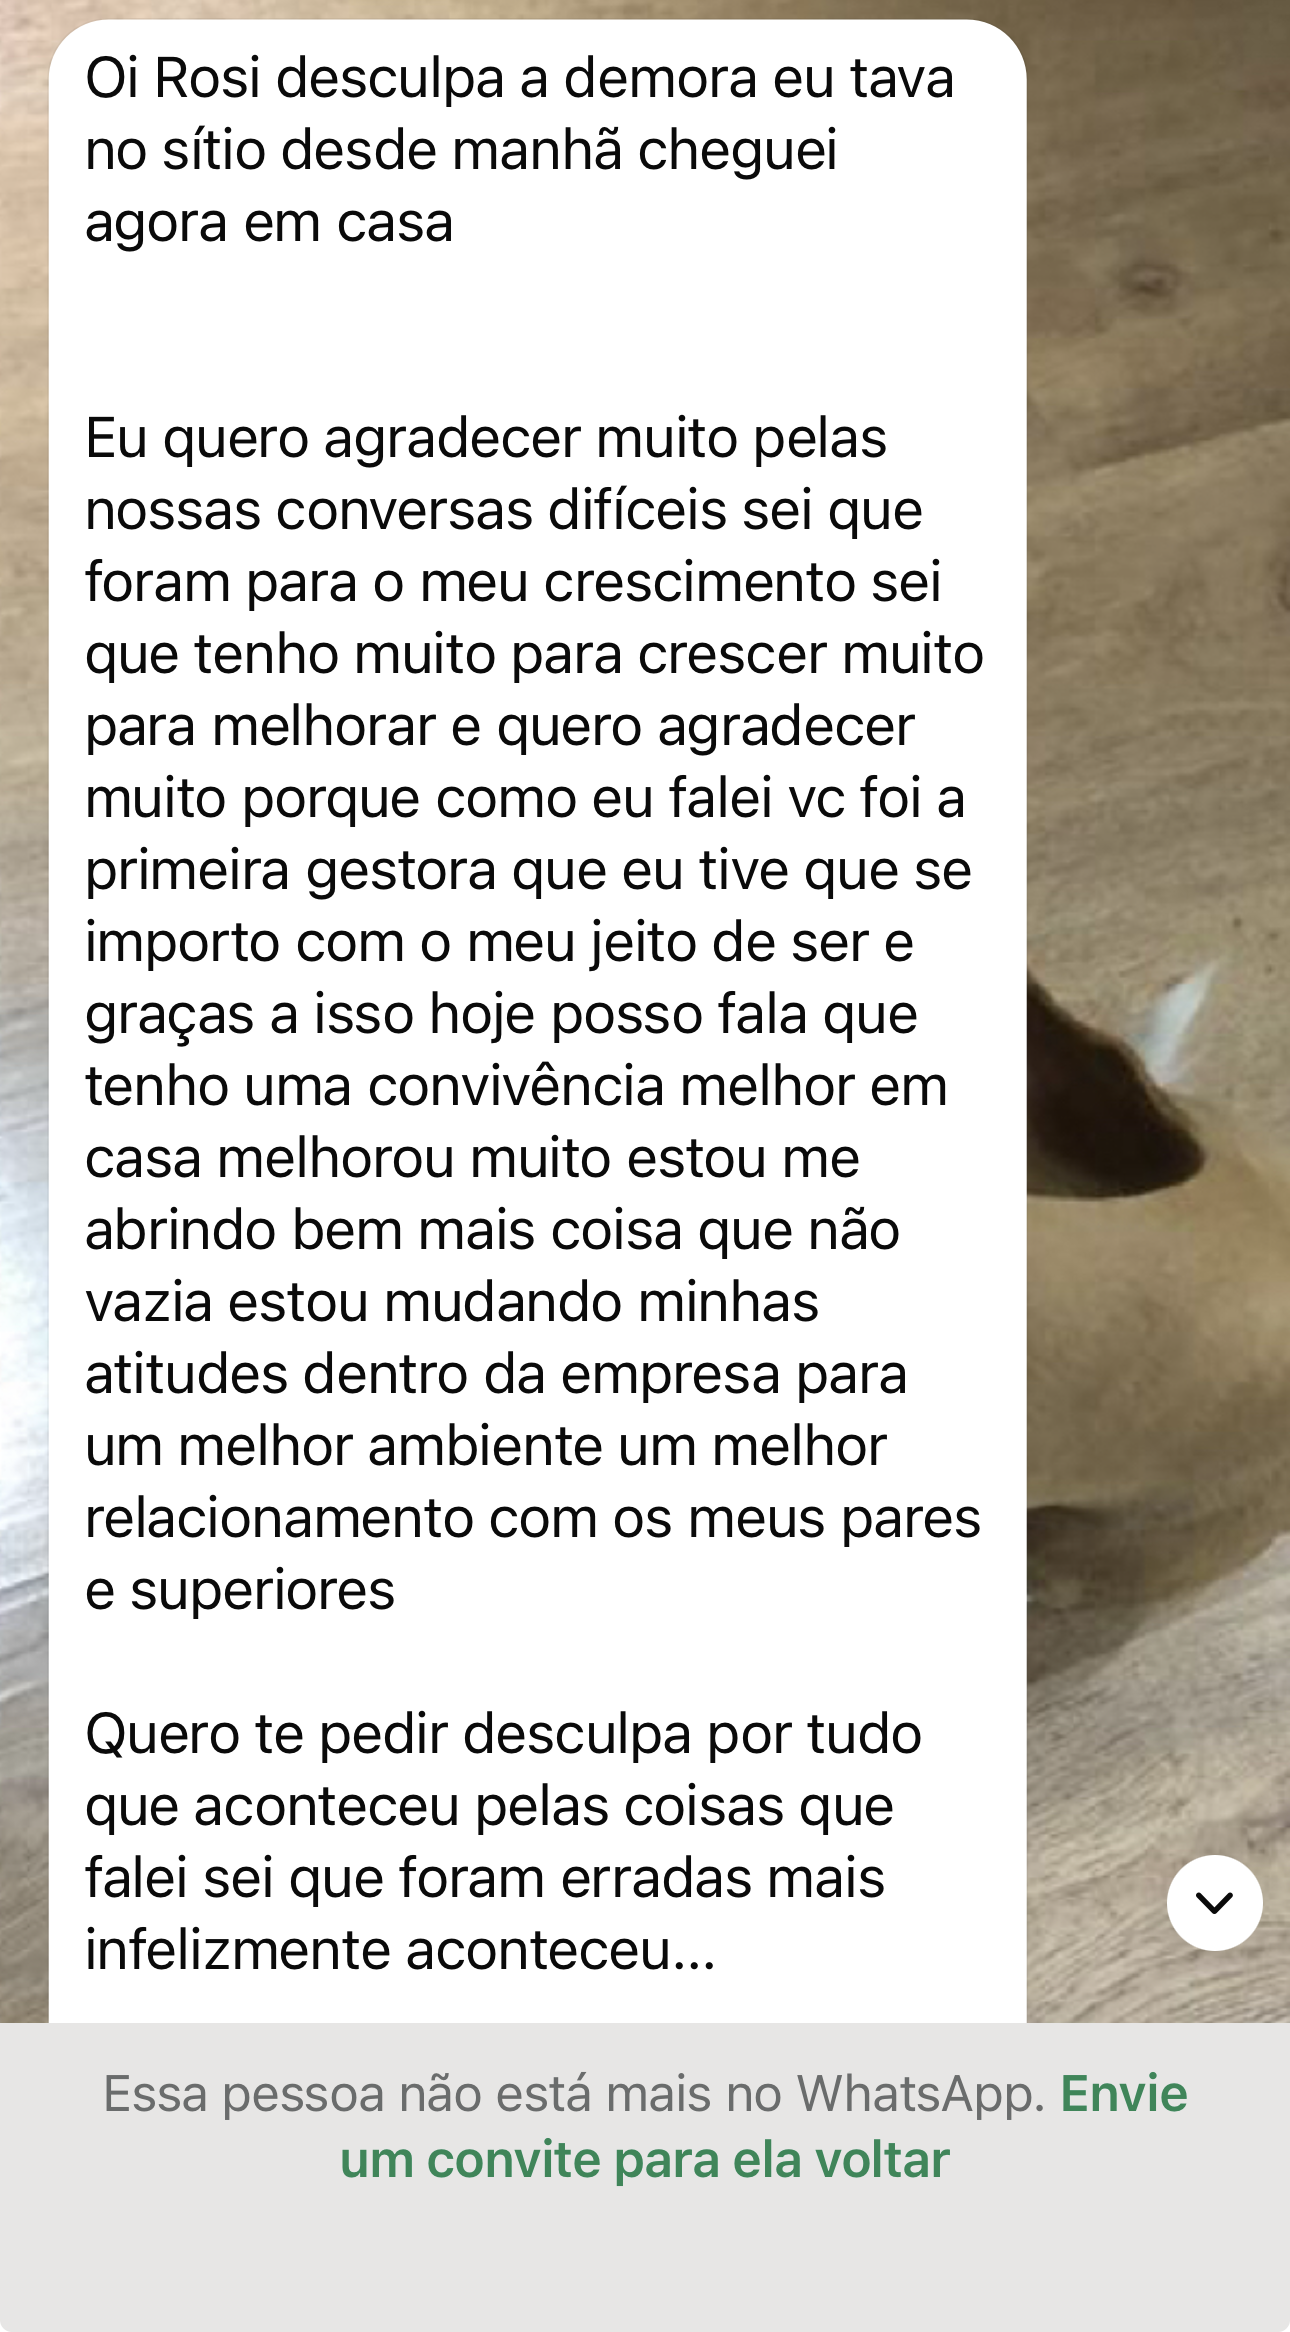 Oi Rosi desculpa a demora eu tava
no sítio desde manhã cheguei
agora em casa
Eu quero agradecer muito pelas
nossas conversas difíceis sei que
foram para o meu crescimento sei
que tenho muito para crescer muito
para melhorar e quero agradecer
muito porque como eu falei vc foi a
primeira gestora que eu tive que se
importo com o meu jeito de ser e
graças a isso hoje posso fala que
tenho uma convivência melhor em
casa melhorou muito estou me
abrindo bem mais coisa que não
vazia estou mudando minhas
atitudes dentro da empresa para
um melhor ambiente um melhor
relacionamento com os meus pares
e superiores
Quero te pedir desculpa por tudo
que aconteceu pelas coisas que
falei sei que foram erradas mais
infelizmente aconteceu...
Essa pessoa não está mais no WhatsApp. Envie
um convite para ela voltar